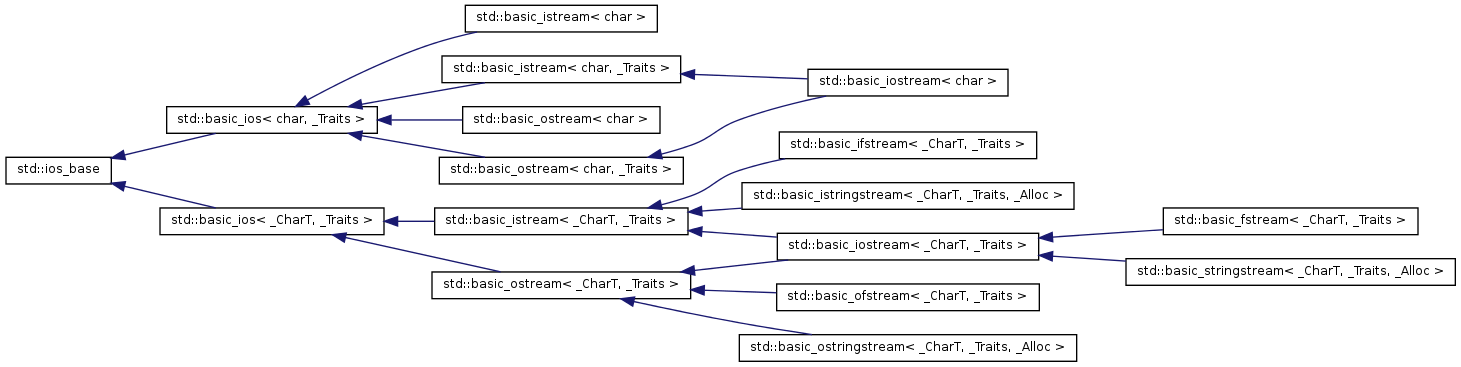 std::basic_istream< char >
std::basic_istream< char, _Traits >
std::basic_iostream< char >
std::basic_ios< char, _Traits >
std::basic_ostream< char >
std::basic_ifstream< _CharT, _Traits >
std::ios_base
std::basic_ostream< char, _Traits >
std::basic_istringstream< _CharT, _Traits, _Alloc >
std::basic_ios< _CharT, _Traits >
std::basic_istream< _CharT, _Traits >
std::basic_fstream< _CharT, _Traits >
std::basic_iostream< _CharT, _Traits >
std::basic_stringstream< _CharT, _Traits, _Alloc >
std::basic_ostream< _CharT, _Traits >
std::basic_ofstream< _CharT, _Traits >
std::basic_ostringstream< _CharT, _Traits, _Alloc >